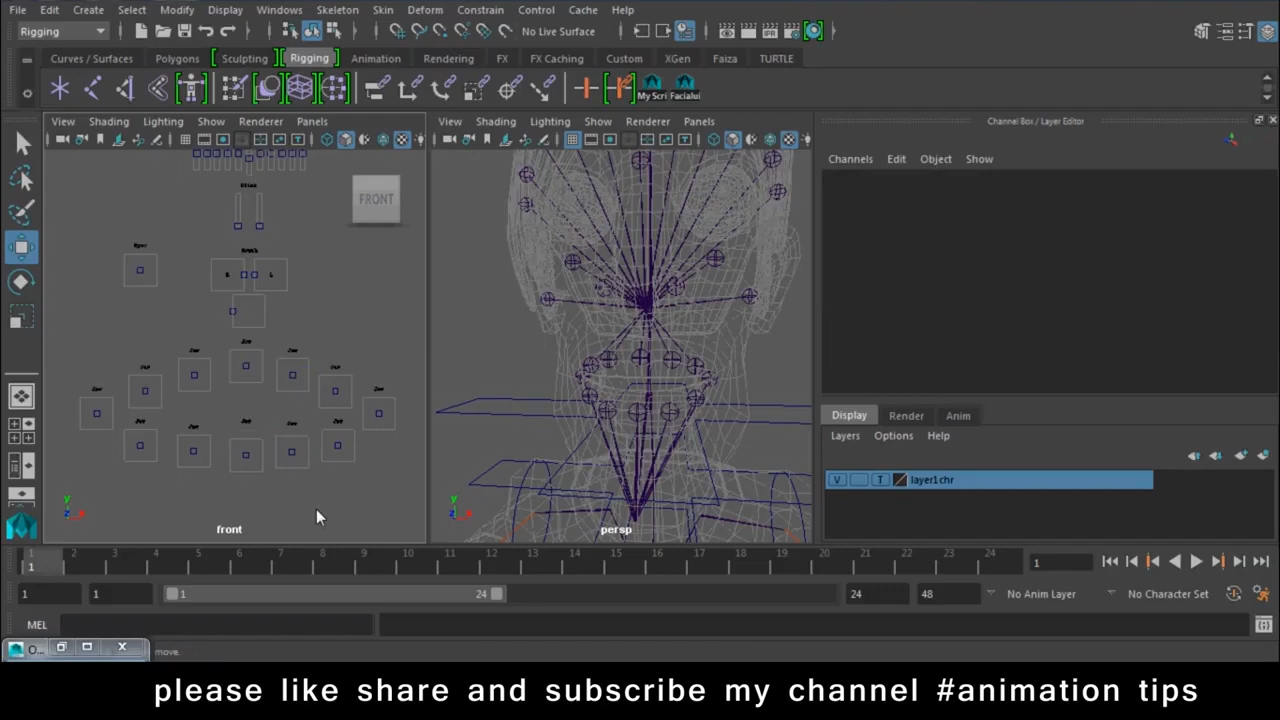 File Edit Create Select Modify Display Windows Skeleton Skin Deform Constrain Control Cache Help
Rigging No Live Surface
Curves / Surfaces Polygons Sculpting Rigging Animation Rendering FX FX Caching Custom XGen Faiza TURTLE
My Scri Facialui
View Shading Lighting Show Renderer Panels
View Shading Lighting Show Renderer Panels
Channel Box / Layer Editor
Channels Edit Object Show
FRONT
R L
front
persp
Display Render Anim
Layers Options Help
V T layer1chr
1 2 3 4 5 6 7 8 9 10 11 12 13 14 15 16 17 18 19 20 21 22 23 24
1 1
1 1 1 24 24 48 No Anim Layer No Character Set
MEL
O... move.
please like share and subscribe my channel #animation tips